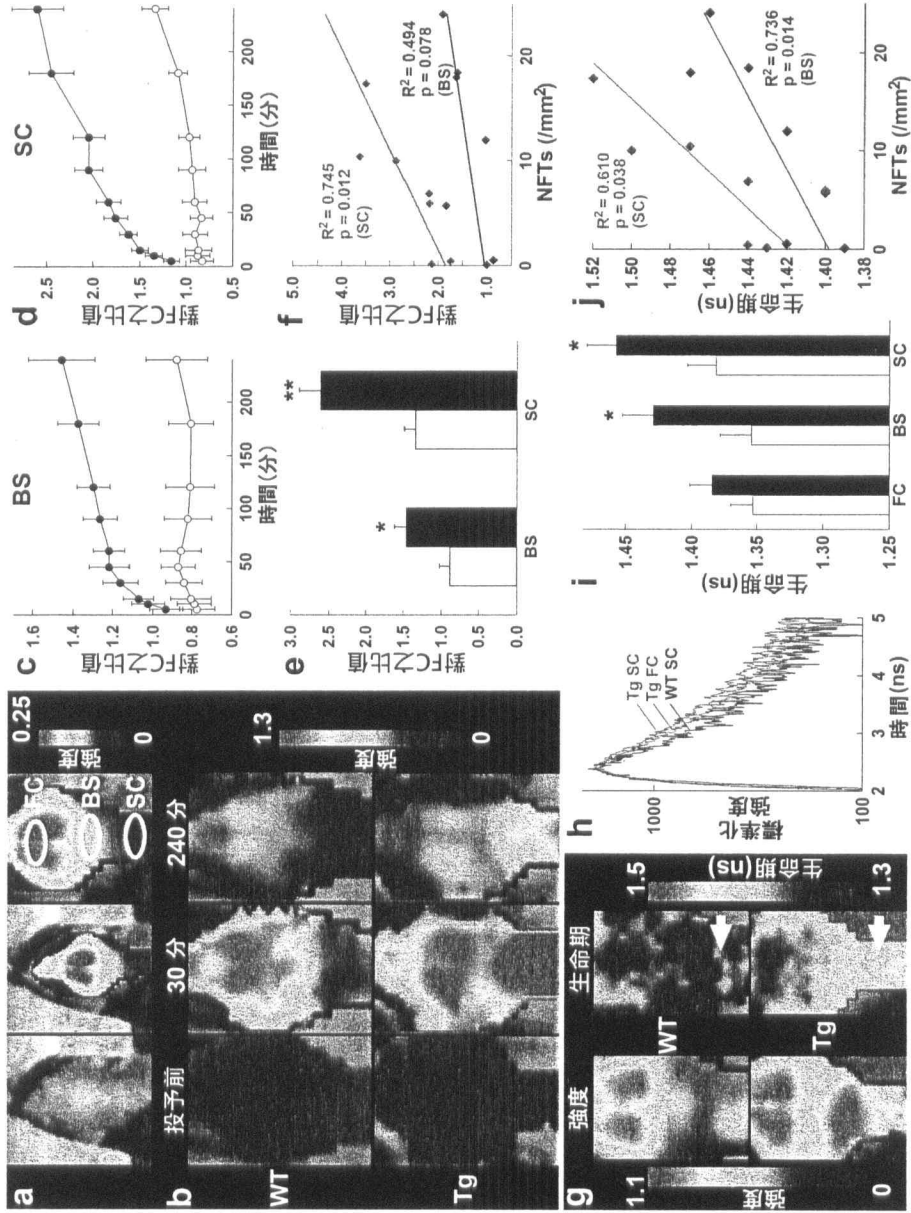 a
0.25
強度
0
FC
BS
SC
b
投予前
30 分
240 分
WT
Tg
1.3
強度
0
c
BS
對FC之比值
1.6
1.4
1.2
1.0
0.8
0.6
0
50
100
150
200
時間(分)
d
SC
對FC之比值
2.5
2.0
1.5
1.0
0.5
0
50
100
150
200
時間(分)
e
對FC之比值
3.0
2.5
2.0
1.5
1.0
0.5
0.0
*
**
BS
SC
f
對FC之比值
5.0
4.0
3.0
2.0
1.0
R² = 0.745
p = 0.012
(SC)
R² = 0.494
p = 0.078
(BS)
0
10
20
NFTs (/mm²)
g
強度
生命期
1.1
強度
0
WT
Tg
1.5
生命期(ns)
1.3
h
標準化
強度
1000
100
Tg SC
Tg FC
WT SC
2
3
4
5
時間(ns)
i
生命期(ns)
1.45
1.40
1.35
1.30
1.25
*
*
FC
BS
SC
j
生命期(ns)
1.52
1.50
1.48
1.46
1.44
1.42
1.40
1.38
R² = 0.610
p = 0.038
(SC)
R² = 0.736
p = 0.014
(BS)
0
10
20
NFTs (/mm²)